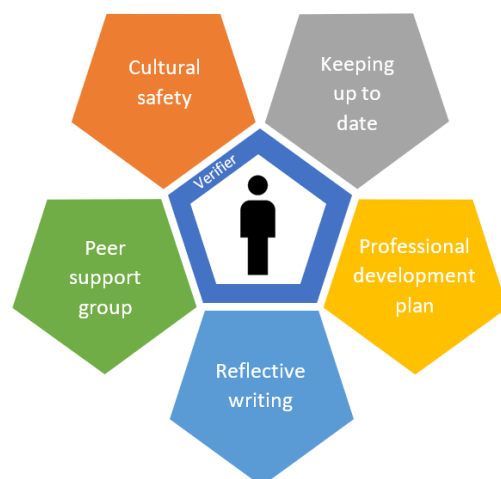 Cultural
safety
Keeping
up to
date
Verifier
Peer
support
group
Professional
development
plan
Reflective
writing